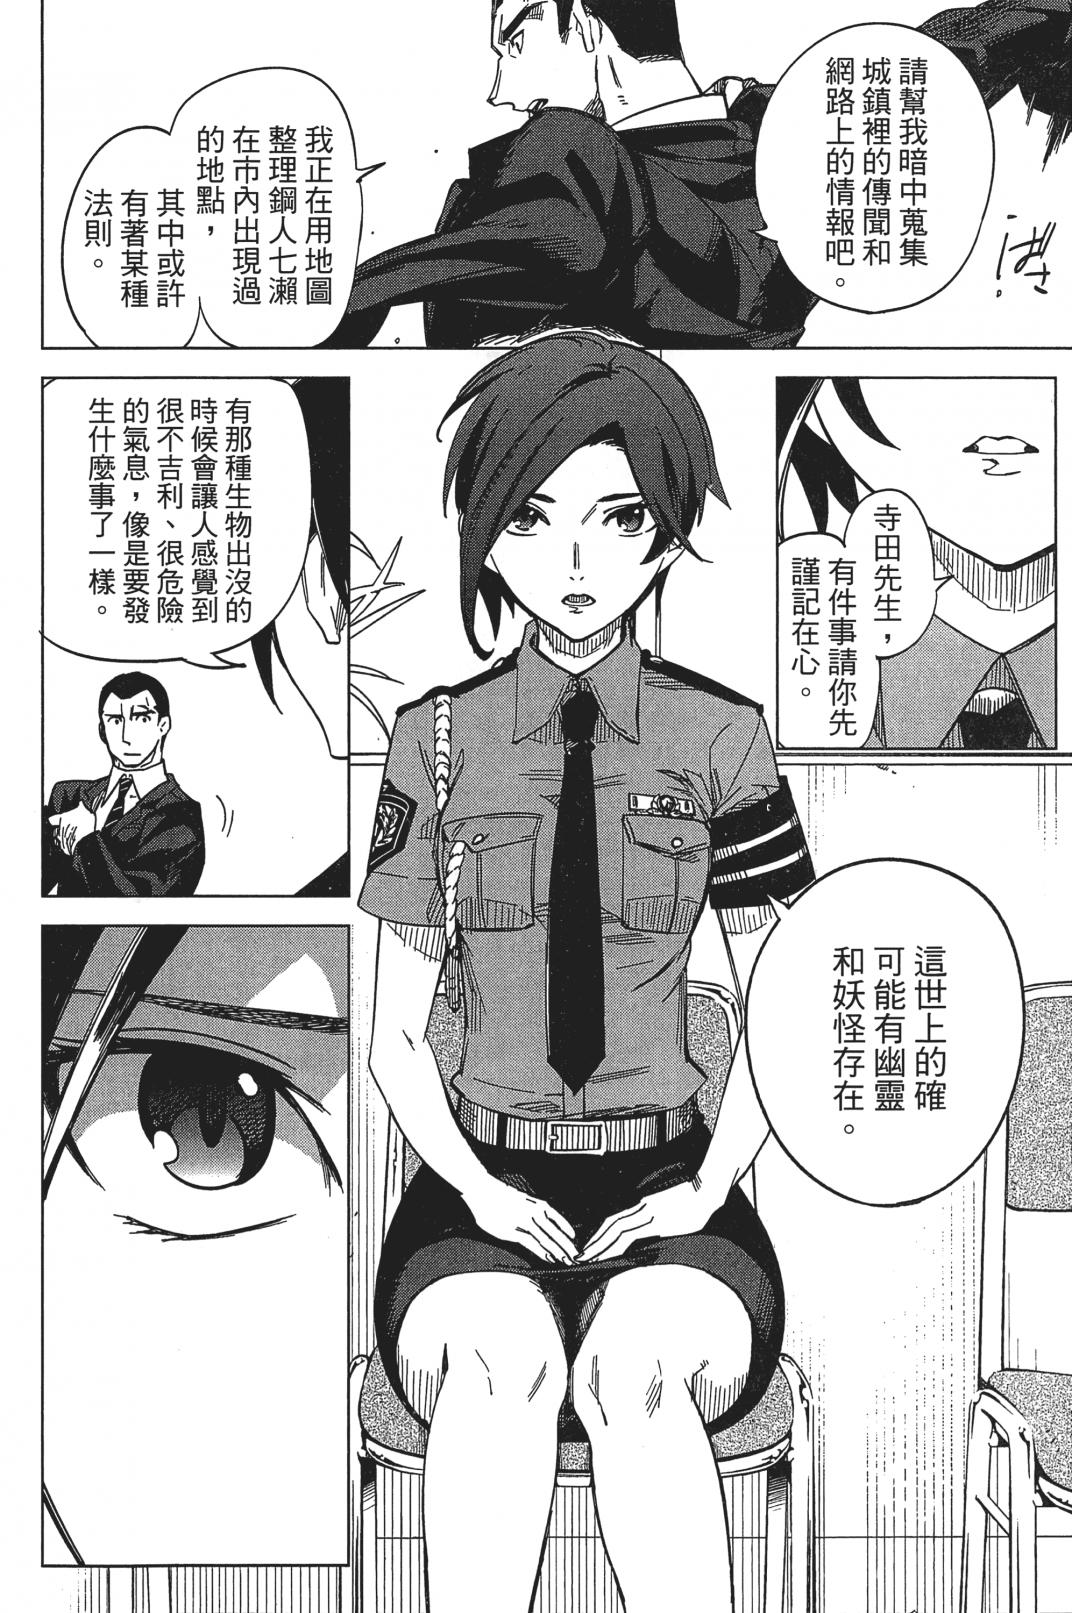 請幫我暗中蒐集
城鎮裡的傳聞和
網路上的情報吧。
ばさっ
我正在用地圖
整理鋼人七瀨
在市內出現過
的地點，
其中或許
有著某種
法則。
寺田先生，
有件事請你先
謹記在心。
這世上的確
可能有幽靈
和妖怪存在。
有那種生物出沒的
時候會讓人感覺到
很不吉利、很危險
的氣息，像是要發
生什麼事了一樣。